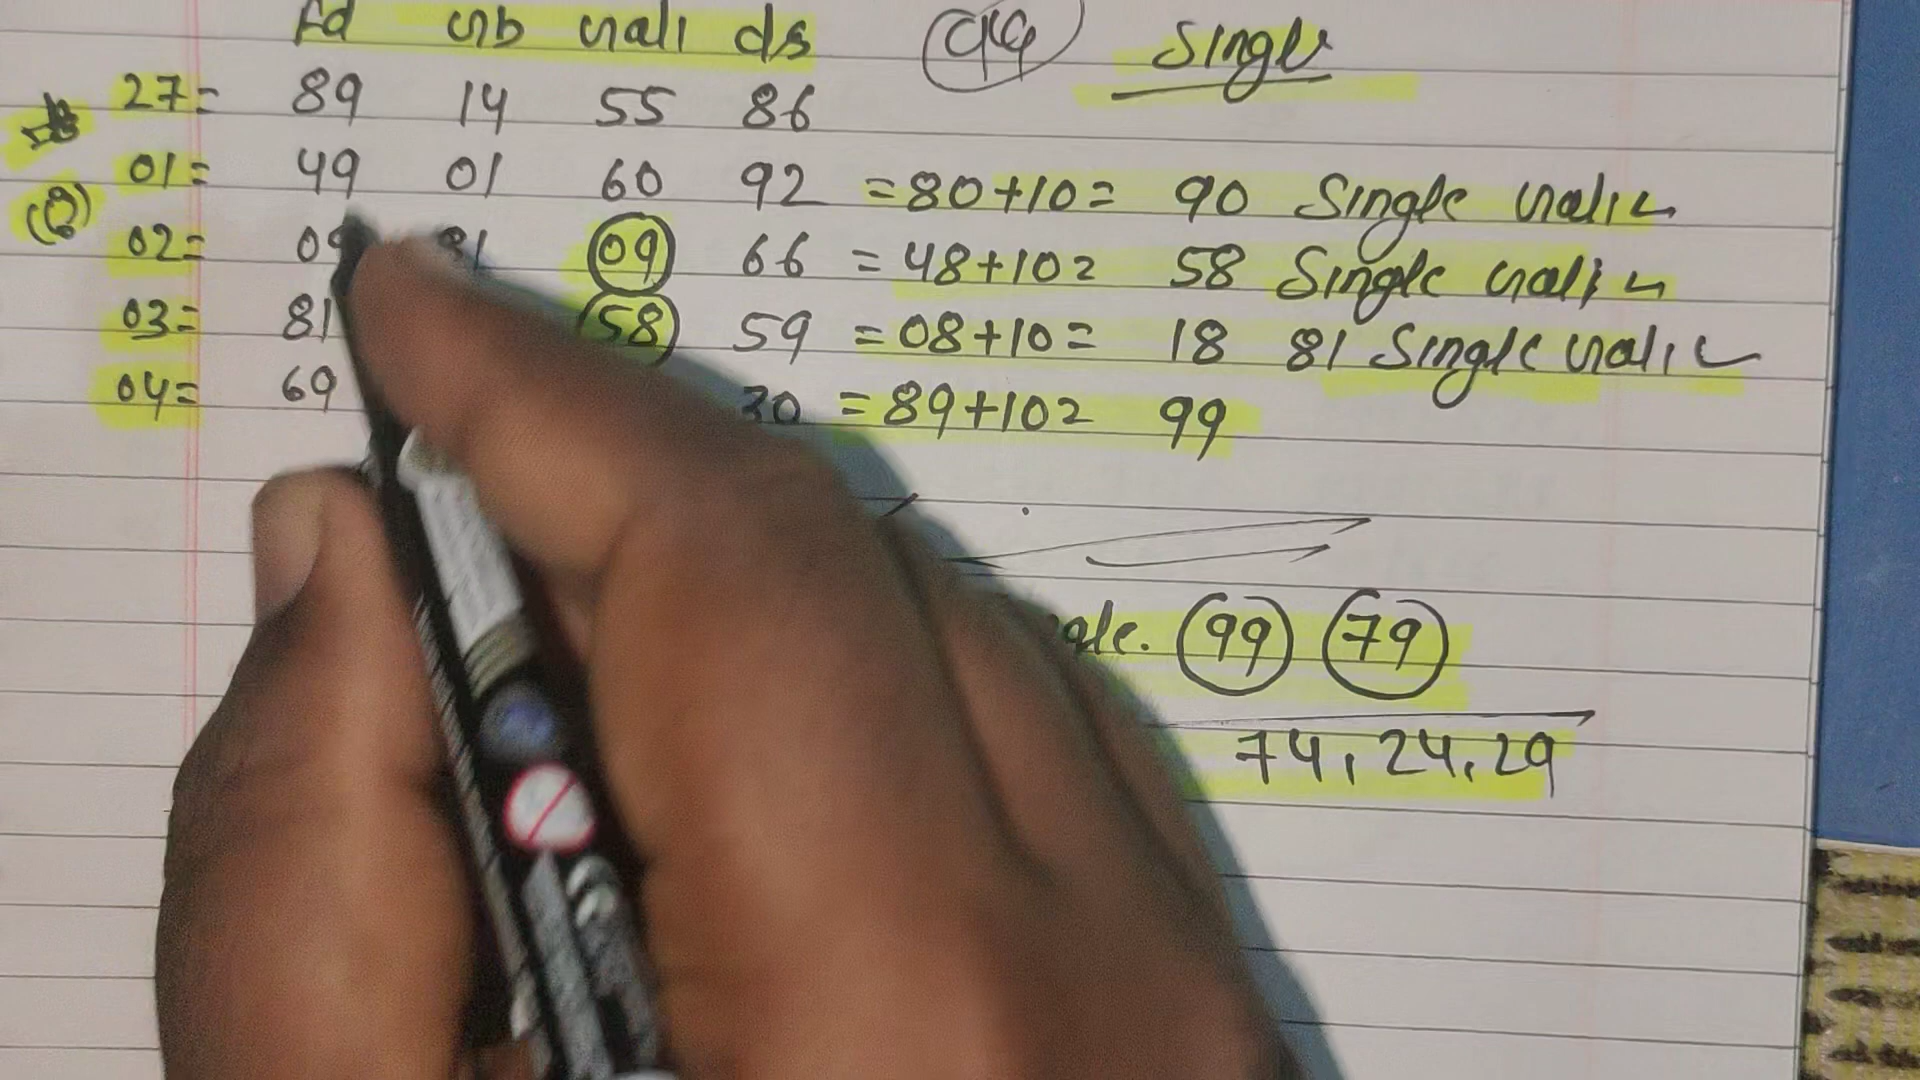 Fd GB Gali ds 99 Single
27= 89 14 55 86
01= 49 01 60 92 =80+10= 90 Single Gali
02= 09 81 09 66 =48+10= 58 Single Gali
03= 81 58 59 =08+10= 18 81 Single Gali
04= 69 30 =89+10= 99
99 79
74, 24, 29